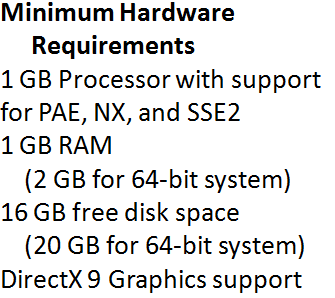 Minimum Hardware
Requirements
1 GB Processor with support
for PAE, NX, and SSE2
1 GB RAM
(2 GB for 64-bit system)
16 GB free disk space
(20 GB for 64-bit system)
DirectX 9 Graphics support